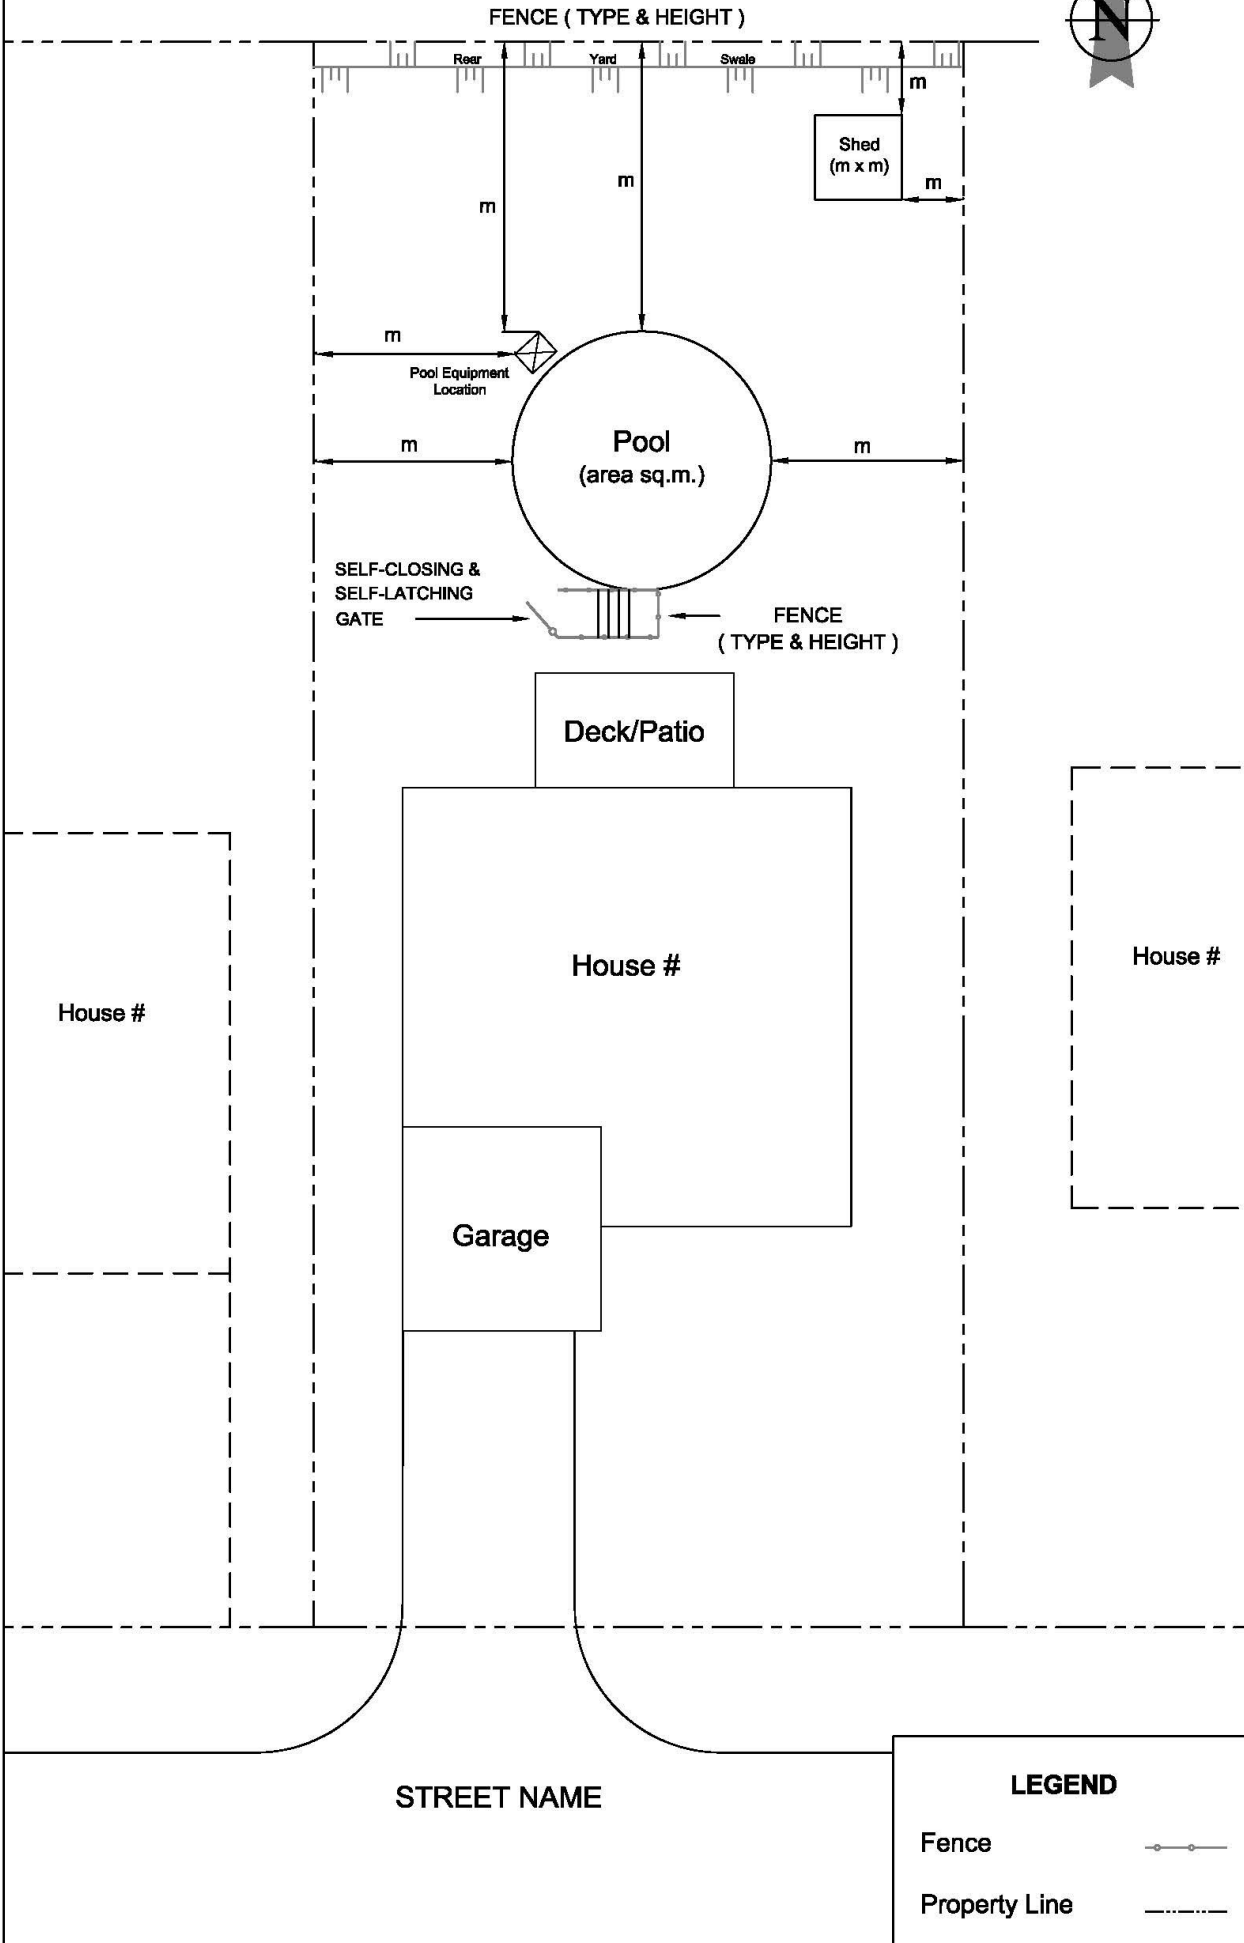 FENCE ( TYPE & HEIGHT )
N
Rear Yard Swale
m
Shed
(m x m)
m
m
m
m
Pool Equipment
Location
m
Pool
(area sq.m.)
m
SELF-CLOSING &
SELF-LATCHING
GATE
FENCE
( TYPE & HEIGHT )
Deck/Patio
House #
House #
House #
Garage
STREET NAME
LEGEND
Fence
Property Line